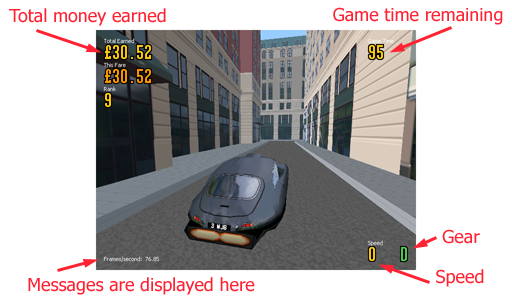 Total money earned
Game time remaining
Total Earned
£30.52
This Fare
£30.52
Rank
9
Game Time
95
3 MJB
Speed
0
D
Gear
Speed
Frames/second: 76.85
Messages are displayed here